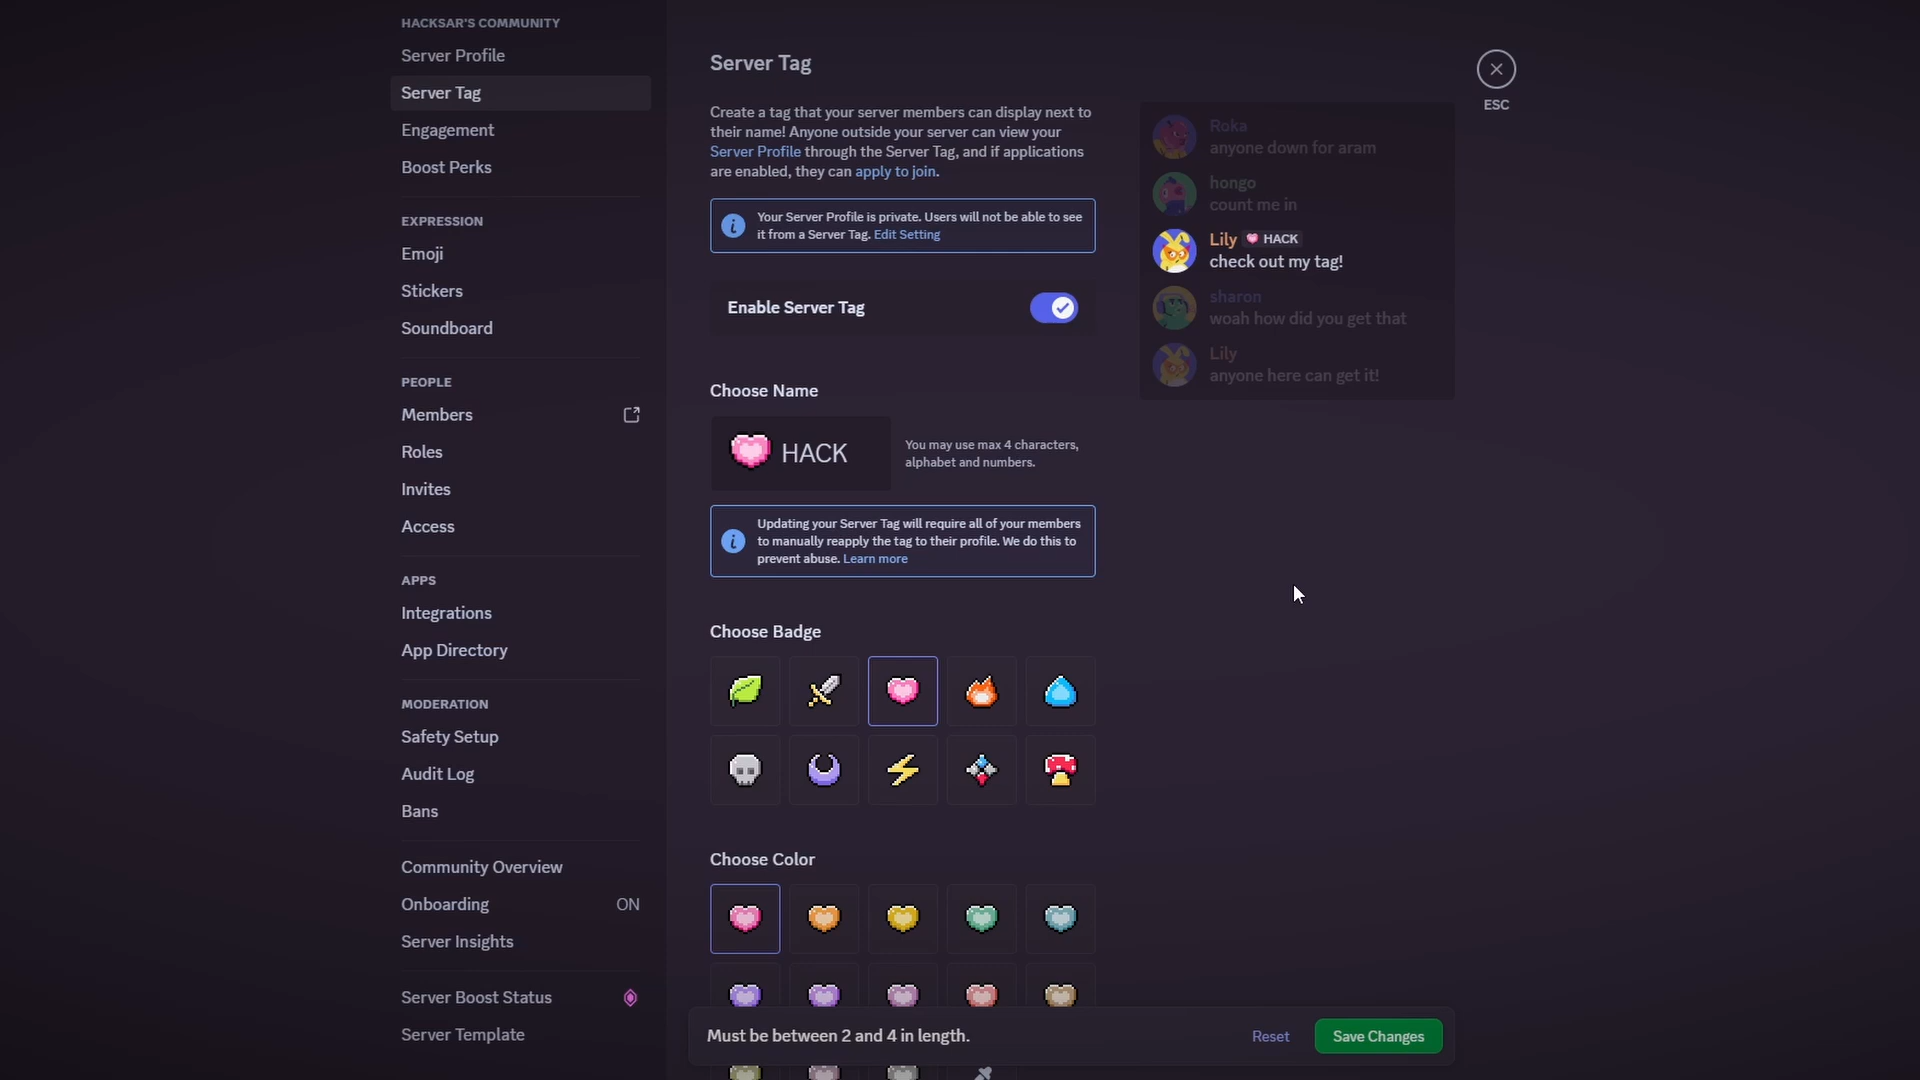 HACKSAR'S COMMUNITY
Server Profile
Server Tag
Engagement
Boost Perks
EXPRESSION
Emoji
Stickers
Soundboard
PEOPLE
Members
Roles
Invites
Access
APPS
Integrations
App Directory
MODERATION
Safety Setup
Audit Log
Bans
Community Overview
Onboarding ON
Server Insights
Server Boost Status
Server Template
Server Tag
Create a tag that your server members can display next to
their name! Anyone outside your server can view your
Server Profile through the Server Tag, and if applications
are enabled, they can apply to join.
Your Server Profile is private. Users will not be able to see
it from a Server Tag. Edit Setting
Enable Server Tag
Choose Name
HACK
You may use max 4 characters,
alphabet and numbers.
Updating your Server Tag will require all of your members
to manually reapply the tag to their profile. We do this to
prevent abuse. Learn more
Choose Badge
Choose Color
Must be between 2 and 4 in length.
Reset
Save Changes
Roka
anyone down for aram
hongo
count me in
Lily HACK
check out my tag!
sharon
woah how did you get that
Lily
anyone here can get it!
ESC